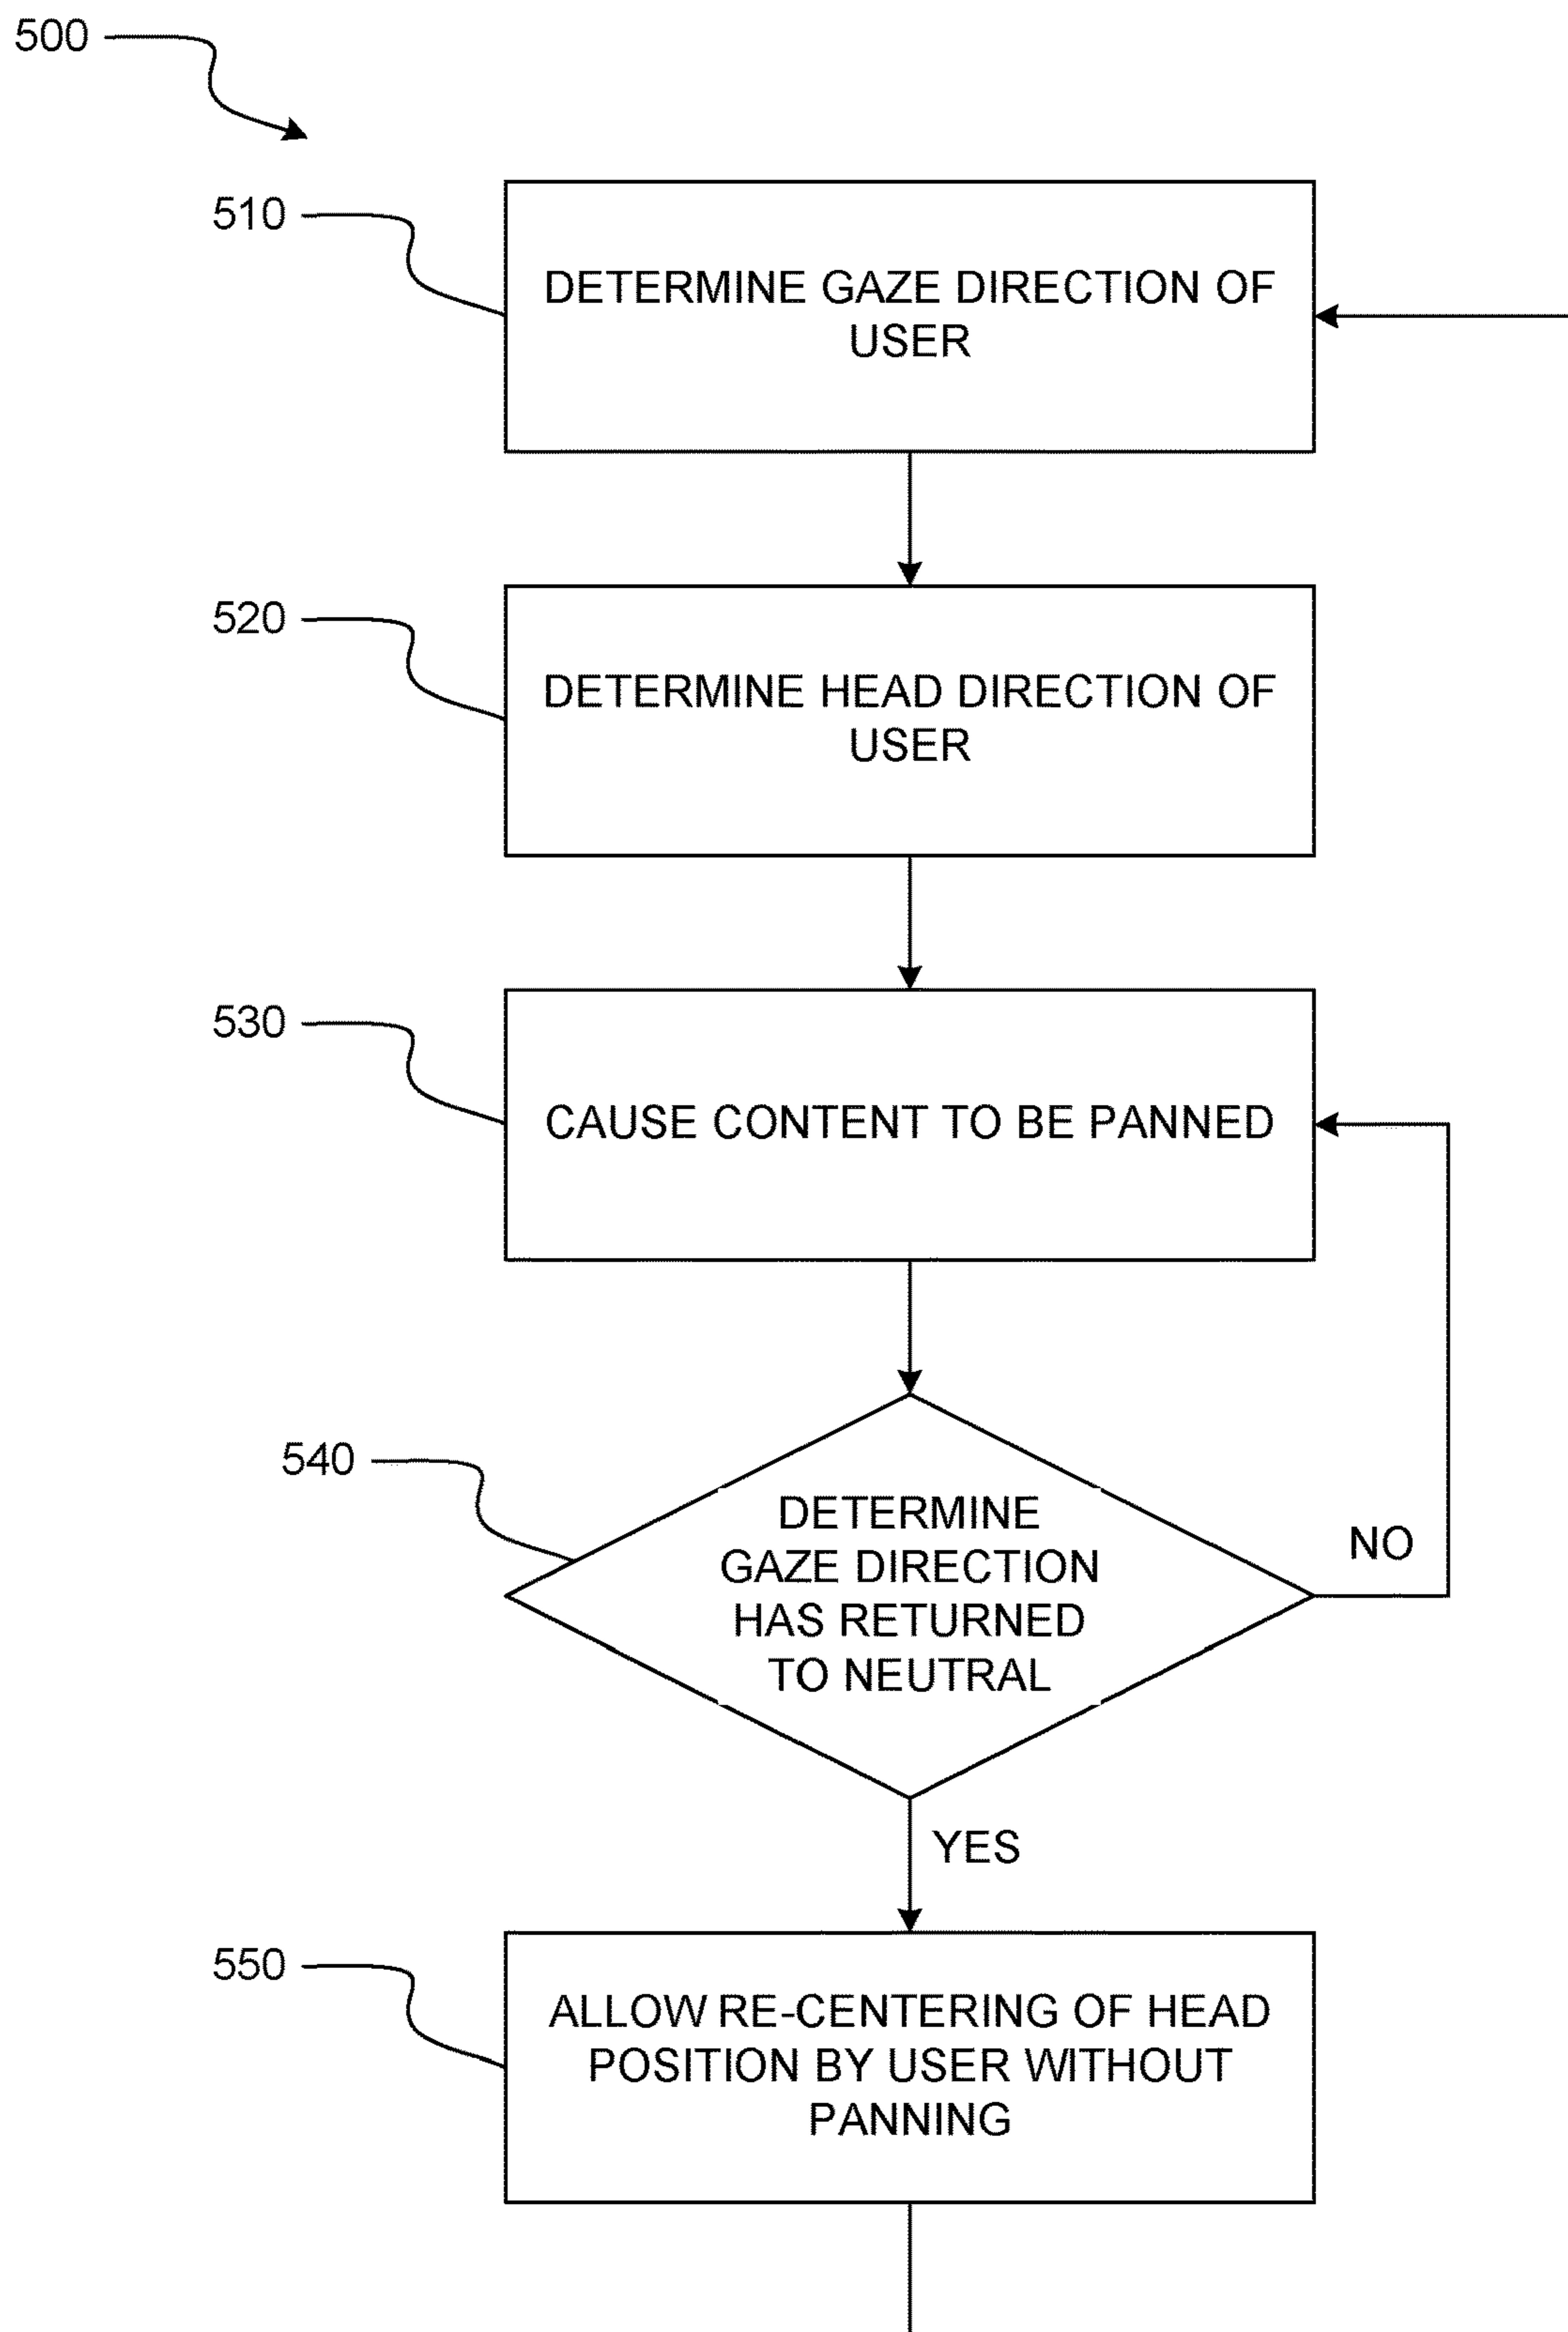 500
510
DETERMINE GAZE DIRECTION OF
USER
520
DETERMINE HEAD DIRECTION OF
USER
530
CAUSE CONTENT TO BE PANNED
540
DETERMINE
GAZE DIRECTION
HAS RETURNED
TO NEUTRAL
NO
YES
550
ALLOW RE-CENTERING OF HEAD
POSITION BY USER WITHOUT
PANNING